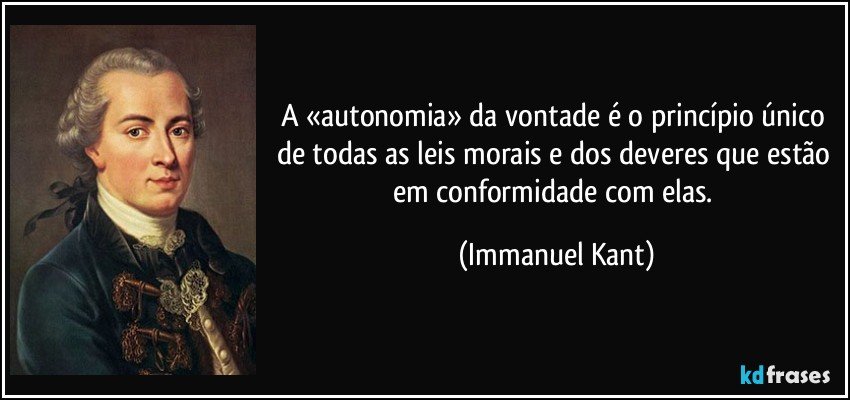 A «autonomia» da vontade é o princípio único
de todas as leis morais e dos deveres que estão
em conformidade com elas.
(Immanuel Kant)
kdfrases